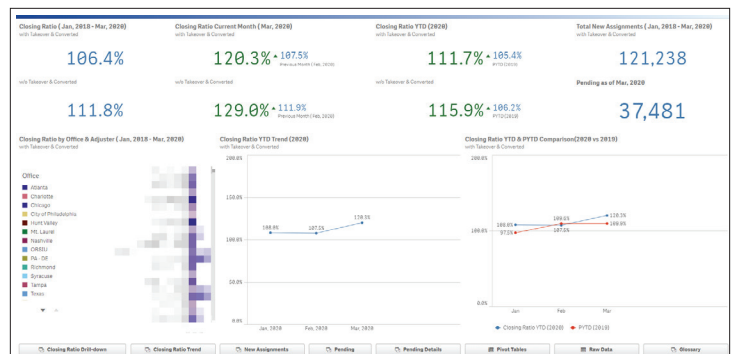 Closing Ratio (Jan, 2018-Mar, 2020)
with Takeover & Converted
106.4%
w/o Takeover & Converted
111.8%
Closing Ratio Current Month (Mar, 2020)
with Takeover & Converted
120.3% 107.5%
Previous Month (Feb, 2020)
w/o Takeover & Converted
129.0% 111.9%
Previous Month (Feb, 2020)
Closing Ratio YTD (2020)
with Takeover & Converted
111.7% 105.4%
PYTD (2019)
w/o Takeover & Converted
115.9% 106.2%
PYTD (2019)
Total New Assignments (Jan, 2018-Mar, 2020)
with Takeover & Converted
121,238
Pending as of Mar, 2020
37,481
Closing Ratio by Office & Adjuster (Jan, 2018-Mar, 2020)
with Takeover & Converted
Office
Atlanta
Charlotte
Chicago
City of Philadelphia
Hunt Valley
Mt. Laurel
Nashville
ORSIU
PA - DE
Richmond
Syracuse
Tampa
Texas
Closing Ratio YTD Trend (2020)
with Takeover & Converted
200.0%
150.0%
100.0%
50.0%
0.0%
107.5%
120.3%
Jan, 2020
Feb, 2020
Mar, 2020
Closing Ratio YTD & PYTD Comparison(2020 vs 2019)
with Takeover & Converted
200.0%
100.0%
0.0%
107.5%
120.3%
Jan
Feb
Mar
Closing Ratio YTD (2020)
PYTD (2019)
Closing Ratio Drill-down
Closing Ratio Trend
New Assignments
Pending
Pending Details
Pivot Tables
Raw Data
Glossary